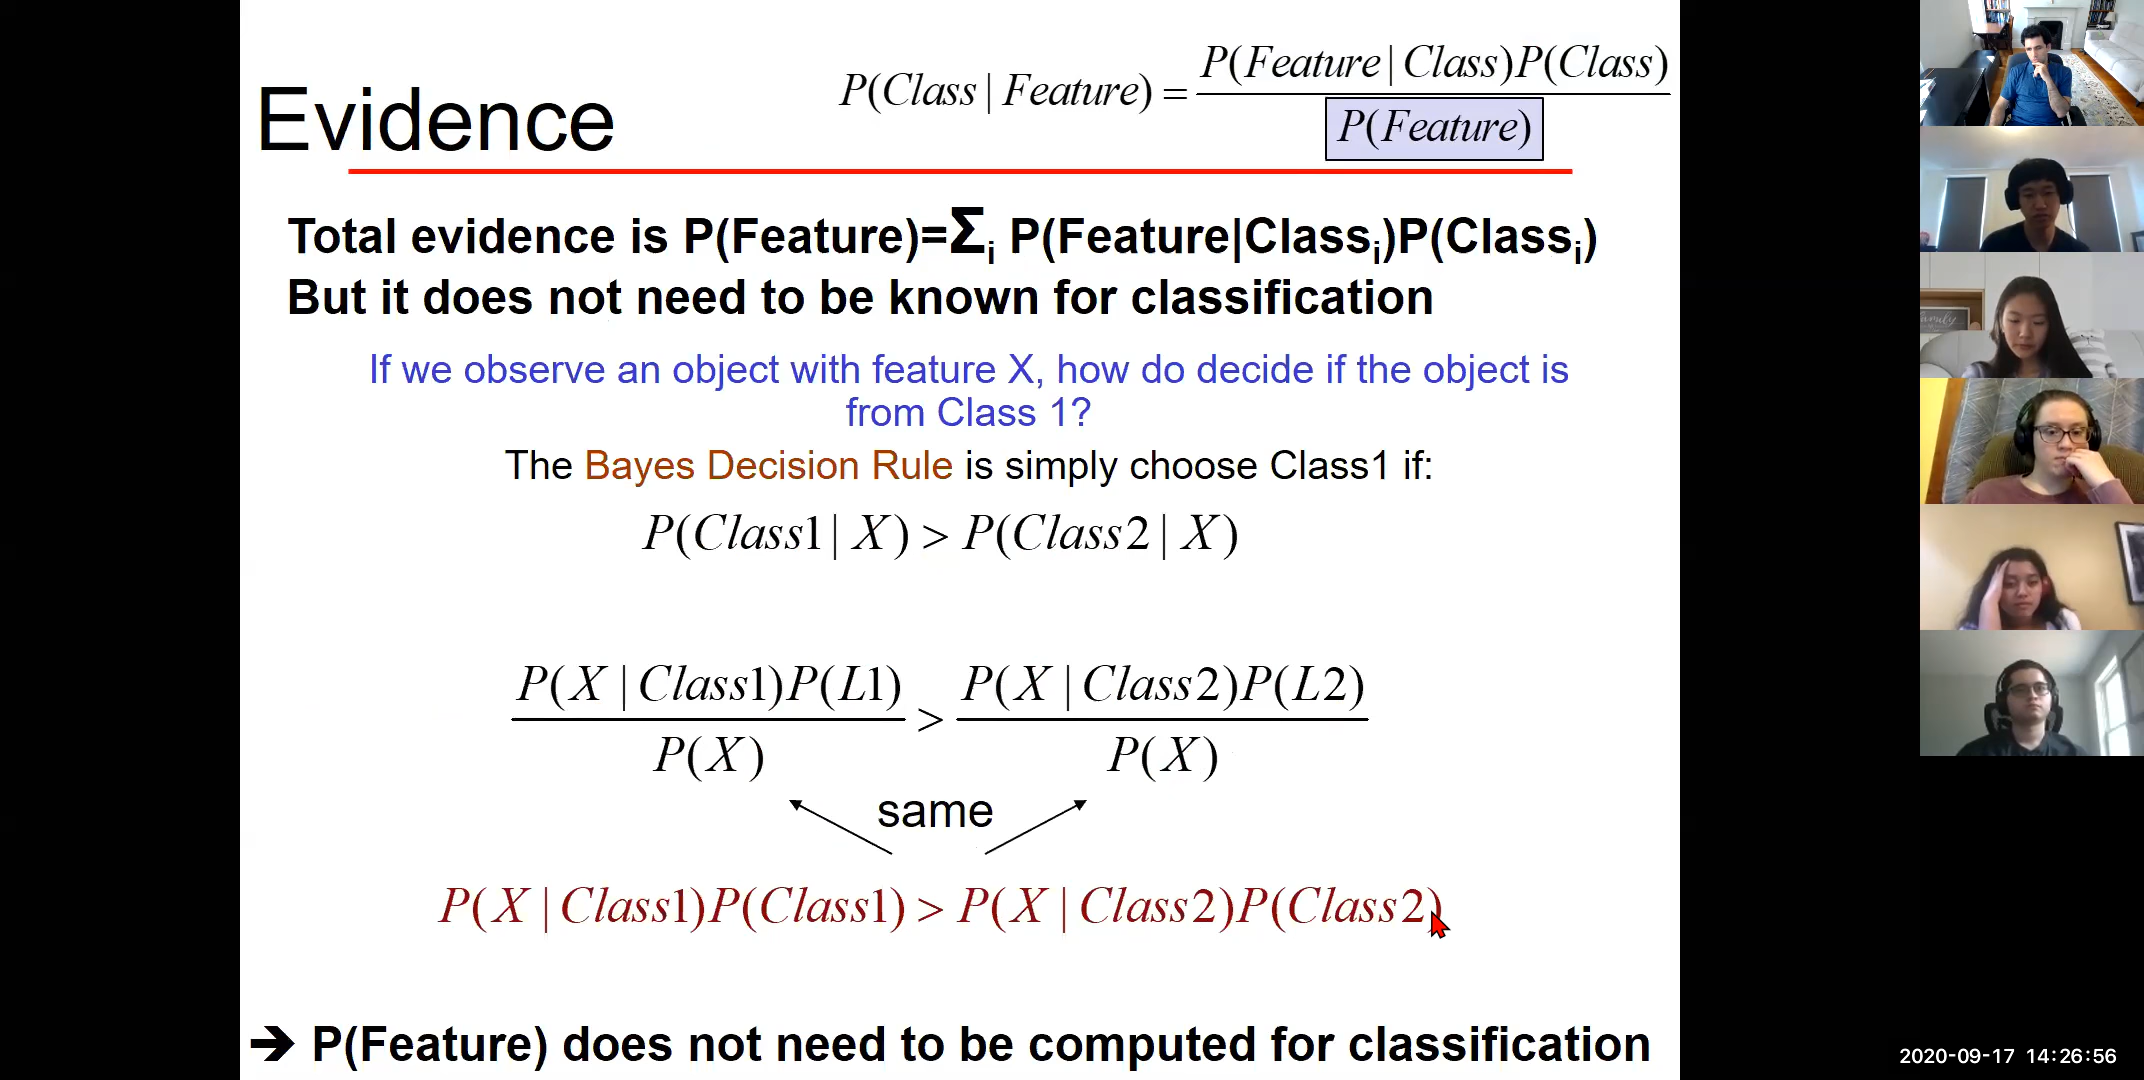 Evidence
P(Class | Feature) = P(Feature | Class)P(Class) / P(Feature)
Total evidence is P(Feature)=Σi P(Feature|Classi)P(Classi)
But it does not need to be known for classification
If we observe an object with feature X, how do decide if the object is
from Class 1?
The Bayes Decision Rule is simply choose Class1 if:
P(Class1 | X) > P(Class2 | X)
P(X | Class1)P(L1) / P(X) > P(X | Class2)P(L2) / P(X)
same
P(X | Class1)P(Class1) > P(X | Class2)P(Class2)
➔ P(Feature) does not need to be computed for classification
family
2020-09-17 14:26:56